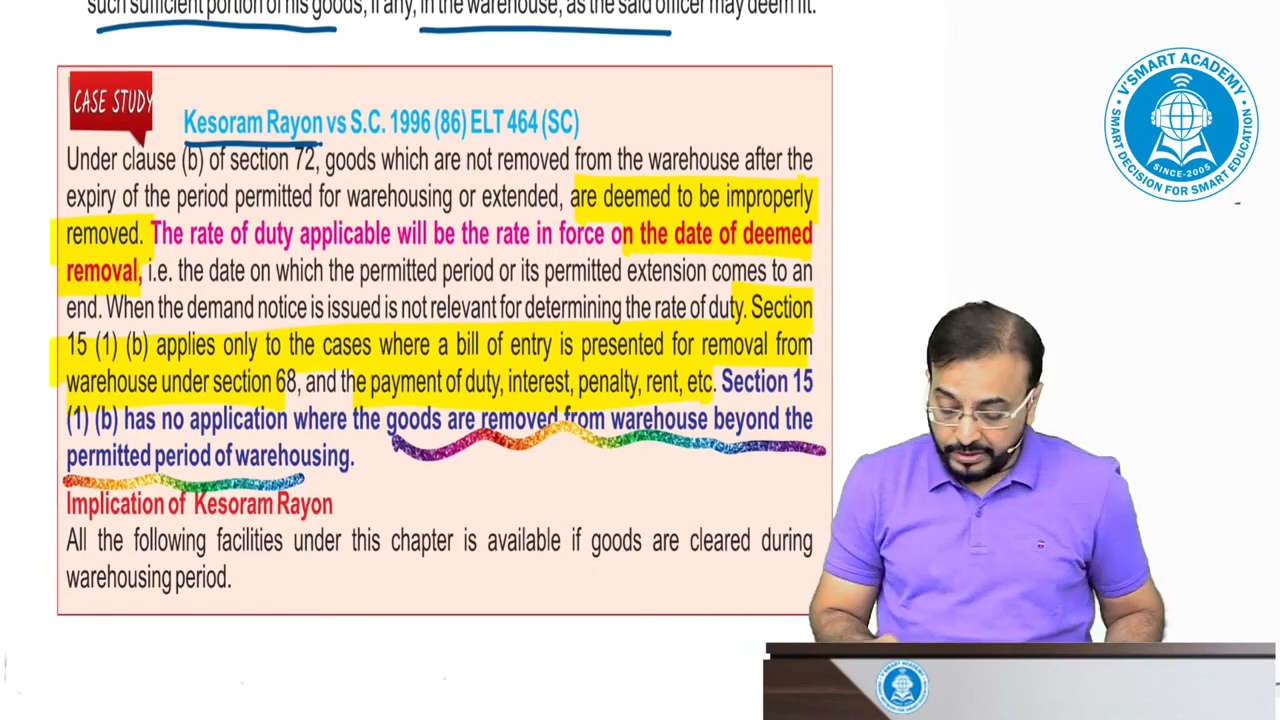 such sufficient portion of his goods, if any, in the warehouse, as the said officer may deem fit.
CASE STUDY
Kesoram Rayon vs S.C. 1996 (86) ELT 464 (SC)
Under clause (b) of section 72, goods which are not removed from the warehouse after the
expiry of the period permitted for warehousing or extended, are deemed to be improperly
removed. The rate of duty applicable will be the rate in force on the date of deemed
removal, i.e. the date on which the permitted period or its permitted extension comes to an
end. When the demand notice is issued is not relevant for determining the rate of duty. Section
15 (1) (b) applies only to the cases where a bill of entry is presented for removal from
warehouse under section 68, and the payment of duty, interest, penalty, rent, etc. Section 15
(1) (b) has no application where the goods are removed from warehouse beyond the
permitted period of warehousing.
Implication of Kesoram Rayon
All the following facilities under this chapter is available if goods are cleared during
warehousing period.
V'SMART ACADEMY
SINCE-2005
SMART DECISION FOR SMART EDUCATION